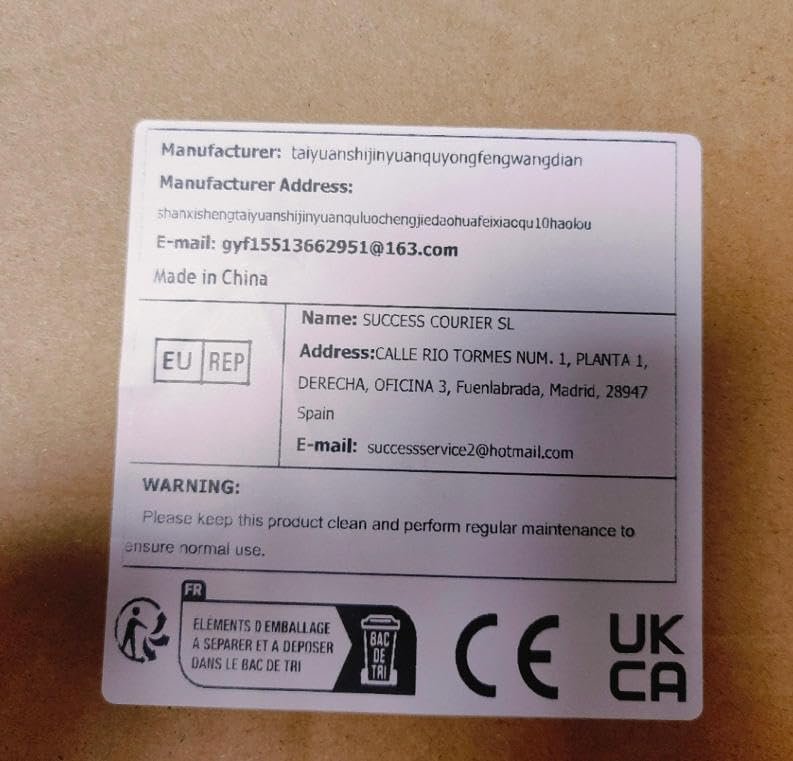 Manufacturer: taiyuanshijinyuanquyongfengwangdian
Manufacturer Address:
shanxishengtaiyuanshijinyuanquluochengjiedaohuafeixiaoqu10haolou
E-mail: gyf15513662951@163.com
Made in China
EU REP
Name: SUCCESS COURIER SL
Address:CALLE RIO TORMES NUM. 1, PLANTA 1,
DERECHA, OFICINA 3, Fuenlabrada, Madrid, 28947
Spain
E-mail: successservice2@hotmail.com
WARNING:
Please keep this product clean and perform regular maintenance to
ensure normal use.
FR
ELEMENTS D EMBALLAGE
A SEPARER ET A DEPOSER
DANS LE BAC DE TRI
BAC
DE
TRI
CE
UK
CA